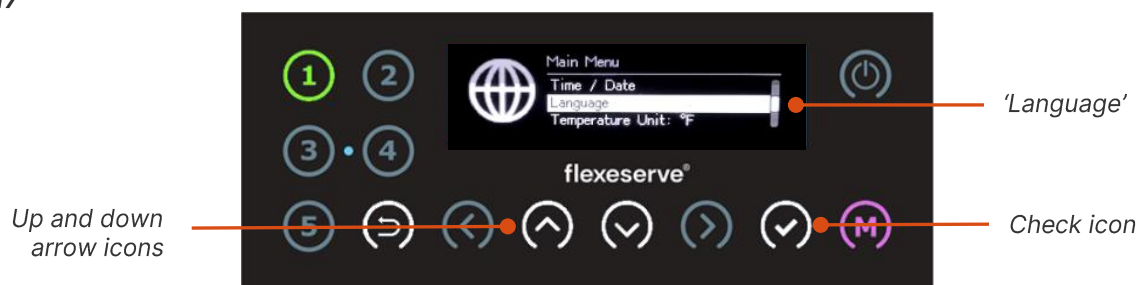 1
2
Main Menu
Time / Date
Language
Temperature Unit: °F
'Language'
3
4
flexeserve®
Up and down
arrow icons
5
M
Check icon